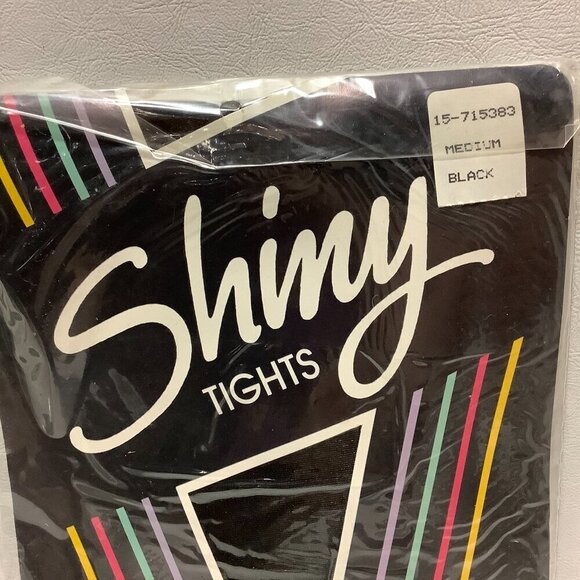 15-715383
MEDIUM
BLACK
Shiny
TIGHTS